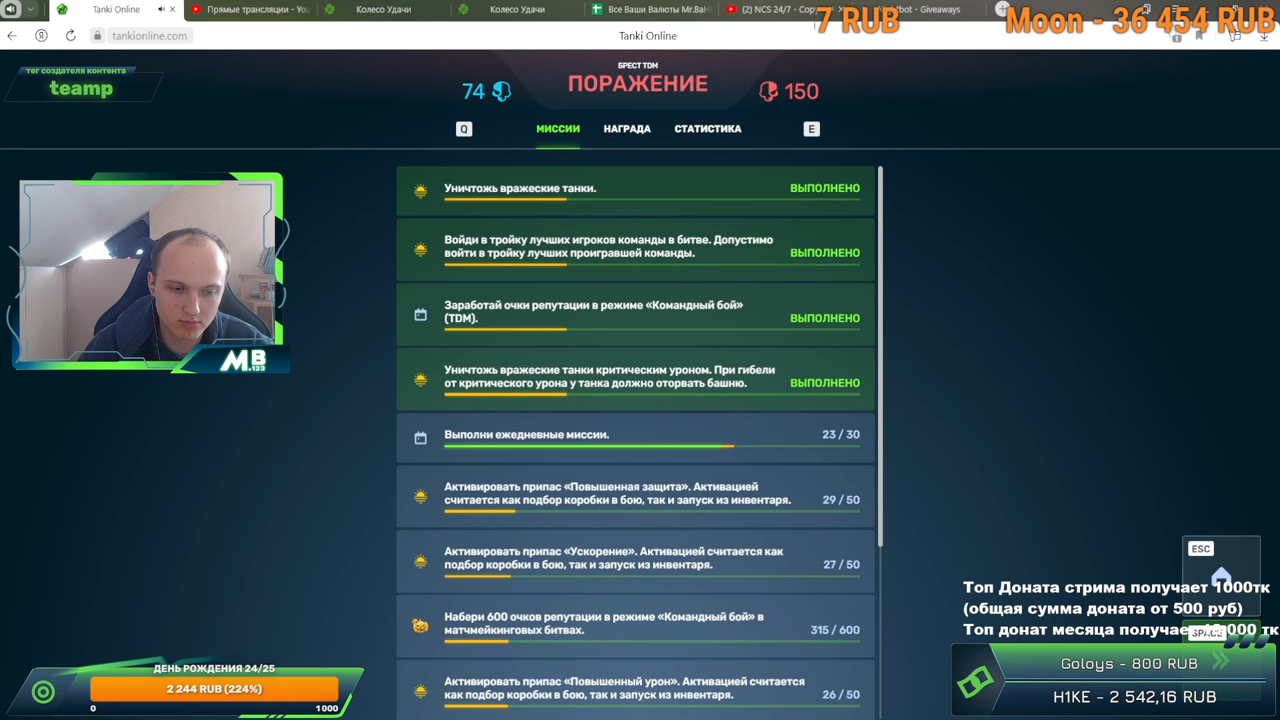 Tanki Online
Прямые трансляции - You
Колесо Удачи
Колесо Удачи
Все Ваши Валюты Mr.Ban
(2) NCS 24/7 - Cop
bot - Giveaways
7 RUB
Moon - 36 454 RUB
tankionline.com
Tanki Online
тег создателя контента
teamp
БРЕСТ TDM
74
ПОРАЖЕНИЕ
150
Q
МИССИИ
НАГРАДА
СТАТИСТИКА
E
Уничтожь вражеские танки.
ВЫПОЛНЕНО
Войди в тройку лучших игроков команды в битве. Допустимо
войти в тройку лучших проигравшей команды.
ВЫПОЛНЕНО
Заработай очки репутации в режиме «Командный бой»
(TDM).
ВЫПОЛНЕНО
Уничтожь вражеские танки критическим уроном. При гибели
от критического урона у танка должно оторвать башню.
ВЫПОЛНЕНО
Выполни ежедневные миссии.
23 / 30
Активировать припас «Повышенная защита». Активацией
считается как подбор коробки в бою, так и запуск из инвентаря.
29 / 50
Активировать припас «Ускорение». Активацией считается как
подбор коробки в бою, так и запуск из инвентаря.
27 / 50
Набери 600 очков репутации в режиме «Командный бой» в
матчмейкинговых битвах.
315 / 600
Активировать припас «Повышенный урон». Активацией считается
как подбор коробки в бою, так и запуск из инвентаря.
26 / 50
MB
.123
ESC
Топ Доната стрима получает 1000тк
(общая сумма доната от 500 руб)
Топ донат месяца получает 000 тк
SPACE
Goloys - 800 RUB
H1KE - 2 542,16 RUB
ДЕНЬ РОЖДЕНИЯ 24/25
2 244 RUB (224%)
0
1000